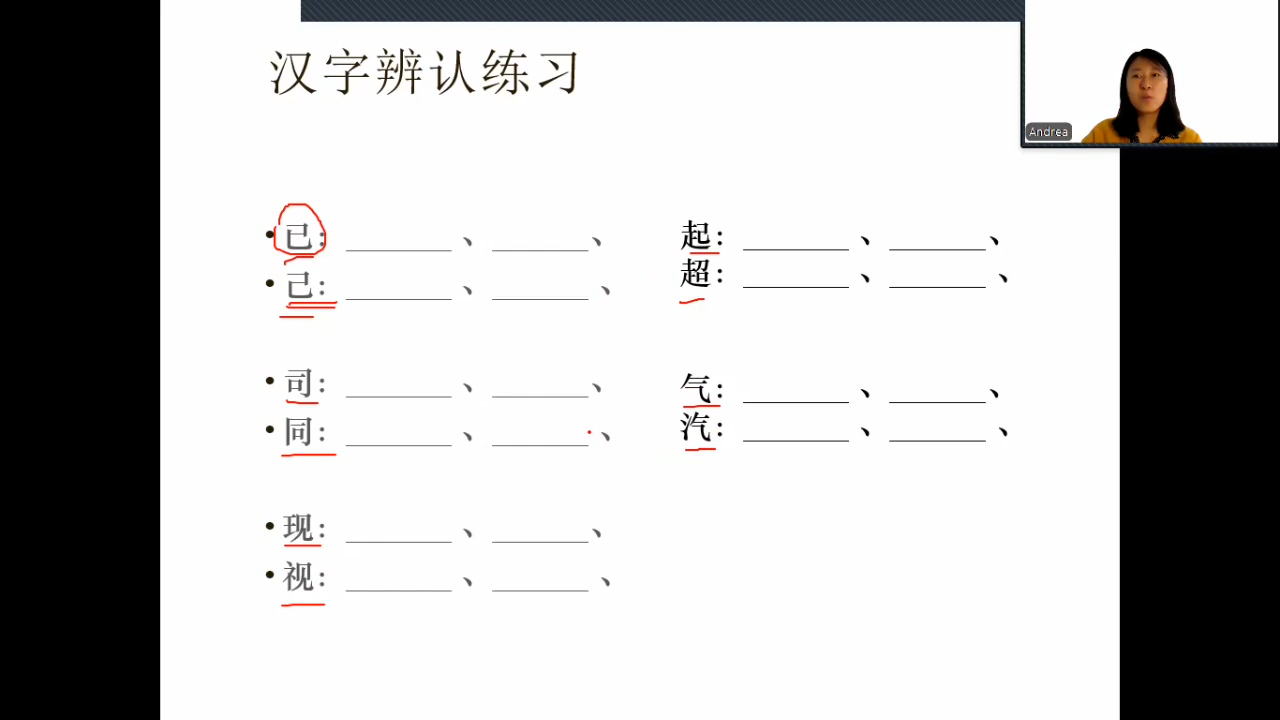 汉字辨认练习
Andrea
• 已： ________ 、 ________ 、
• 己： ________ 、 ________ 、
• 司： ________ 、 ________ 、
• 同： ________ 、 ________ 、
• 现： ________ 、 ________ 、
• 视： ________ 、 ________ 、
起： ________ 、 ________ 、
超： ________ 、 ________ 、
气： ________ 、 ________ 、
汽： ________ 、 ________ 、